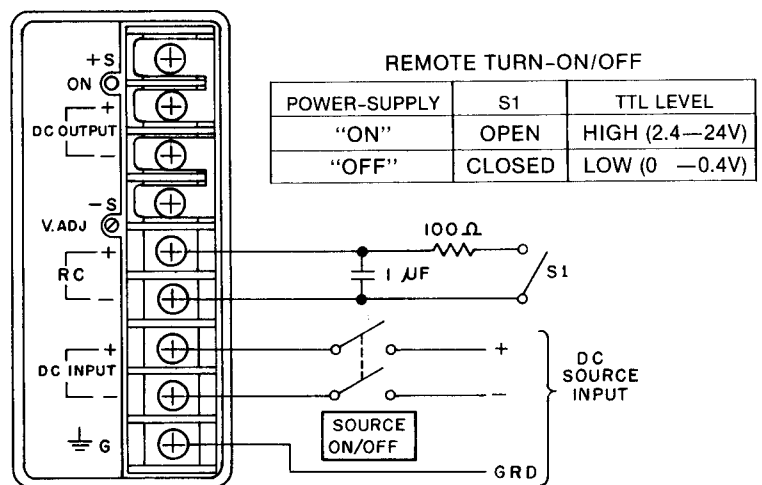 REMOTE TURN-ON/OFF
POWER-SUPPLY S1 TTL LEVEL
"ON" OPEN HIGH (2.4—24V)
"OFF" CLOSED LOW (0 —0.4V)
+S
ON
+
DC OUTPUT
−
−S
V.ADJ
+
RC
−
+
DC INPUT
−
G
100 Ω
1 µF
S1
SOURCE
ON/OFF
+
−
GRD
DC
SOURCE
INPUT